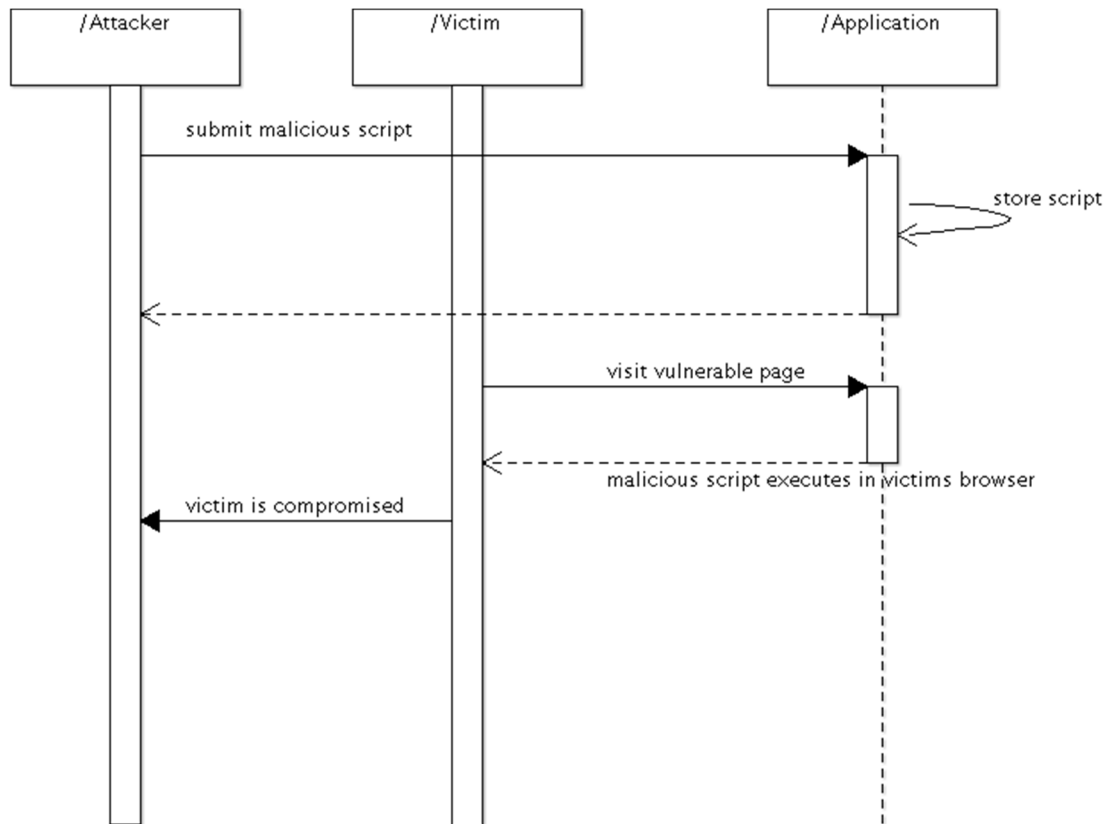 /Attacker
/Victim
/Application
submit malicious script
store script
visit vulnerable page
malicious script executes in victims browser
victim is compromised